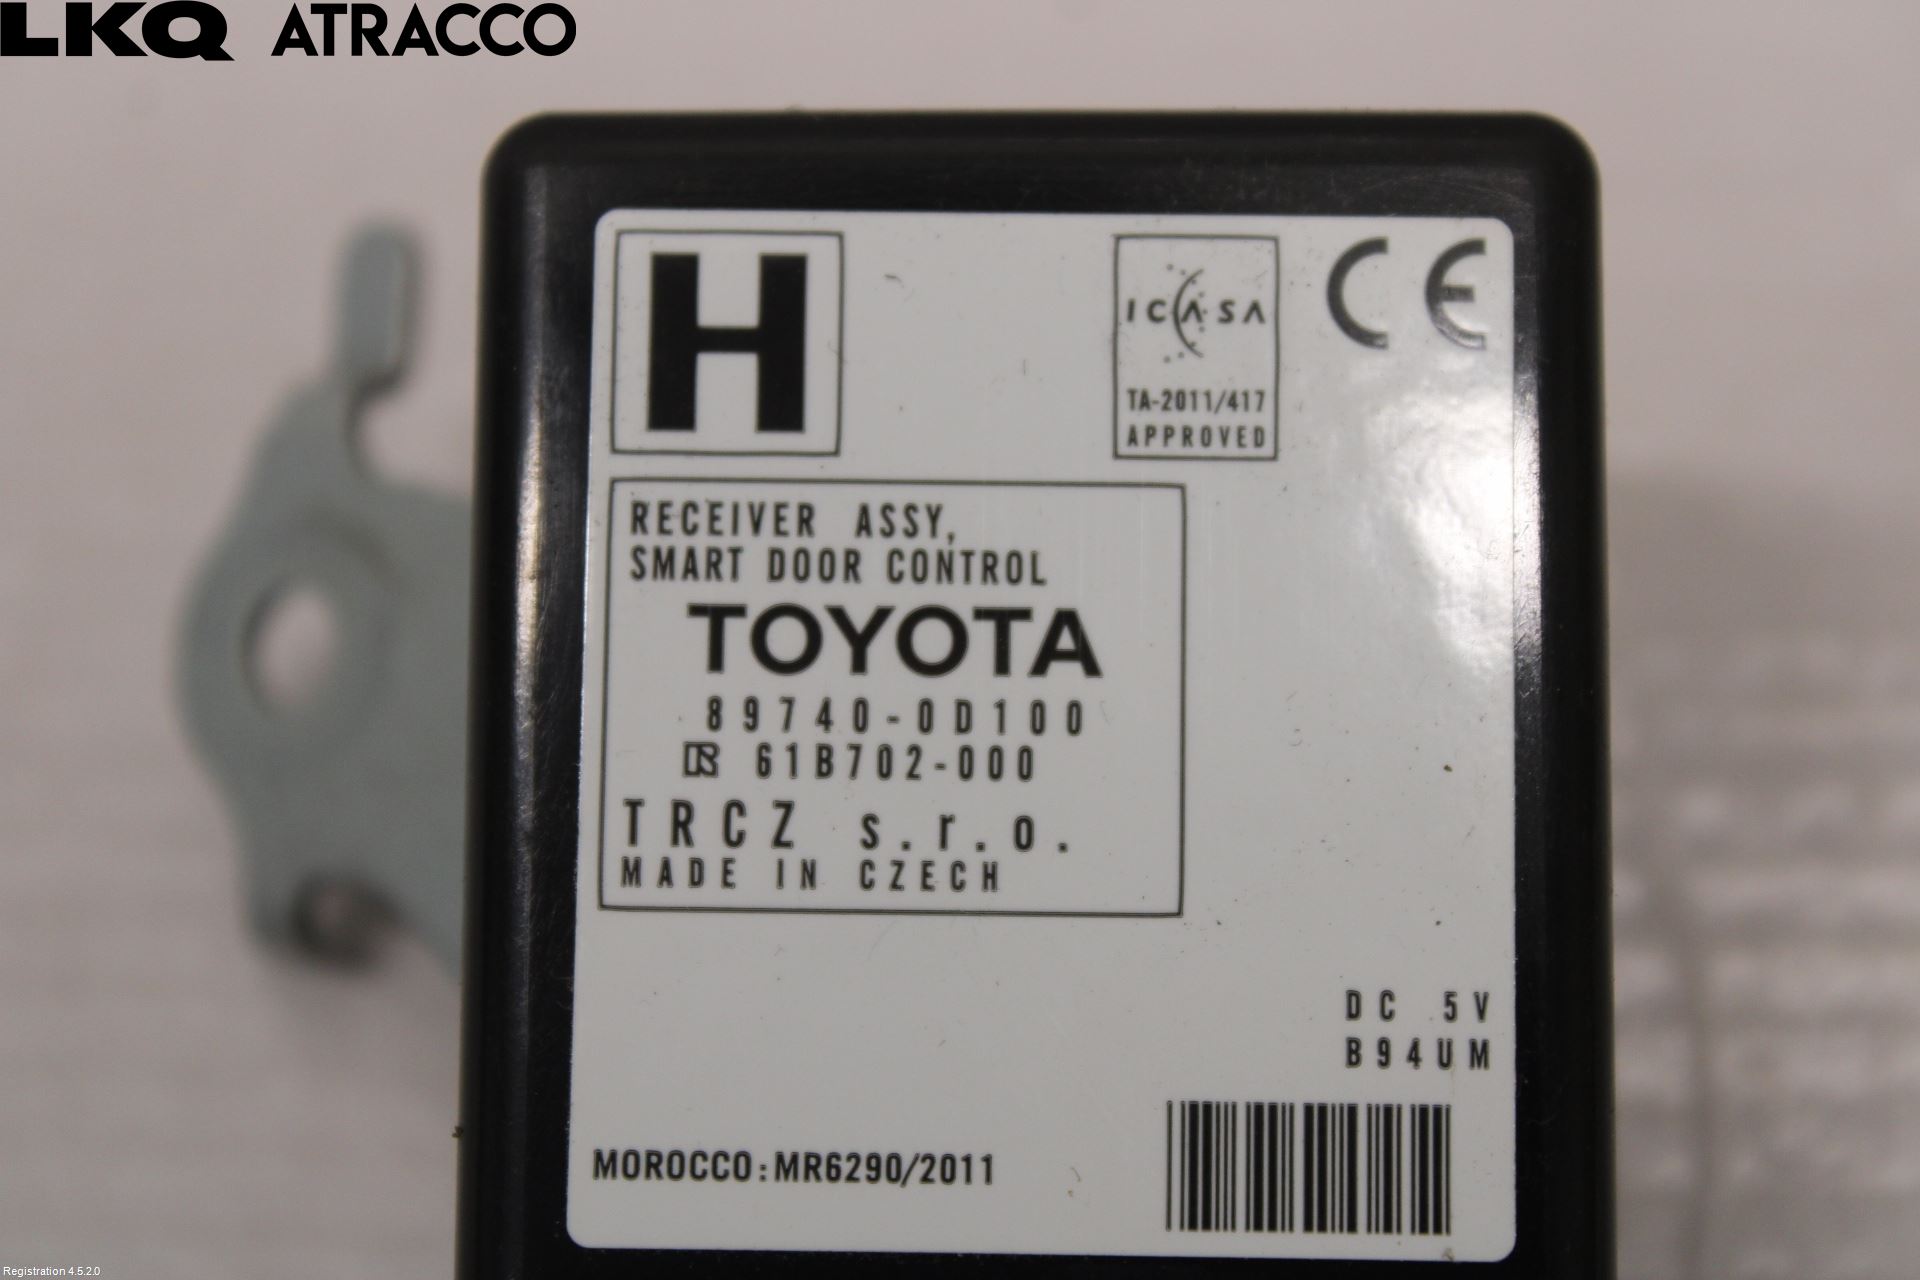 LKQ ATRACCO
H
ICASA
TA-2011/417
APPROVED
CE
RECEIVER ASSY,
SMART DOOR CONTROL
TOYOTA
89740-0D100
61B702-000
TRCZ s.r.o.
MADE IN CZECH
DC 5V
B94UM
MOROCCO:MR6290/2011
Registration 4.5.2.0